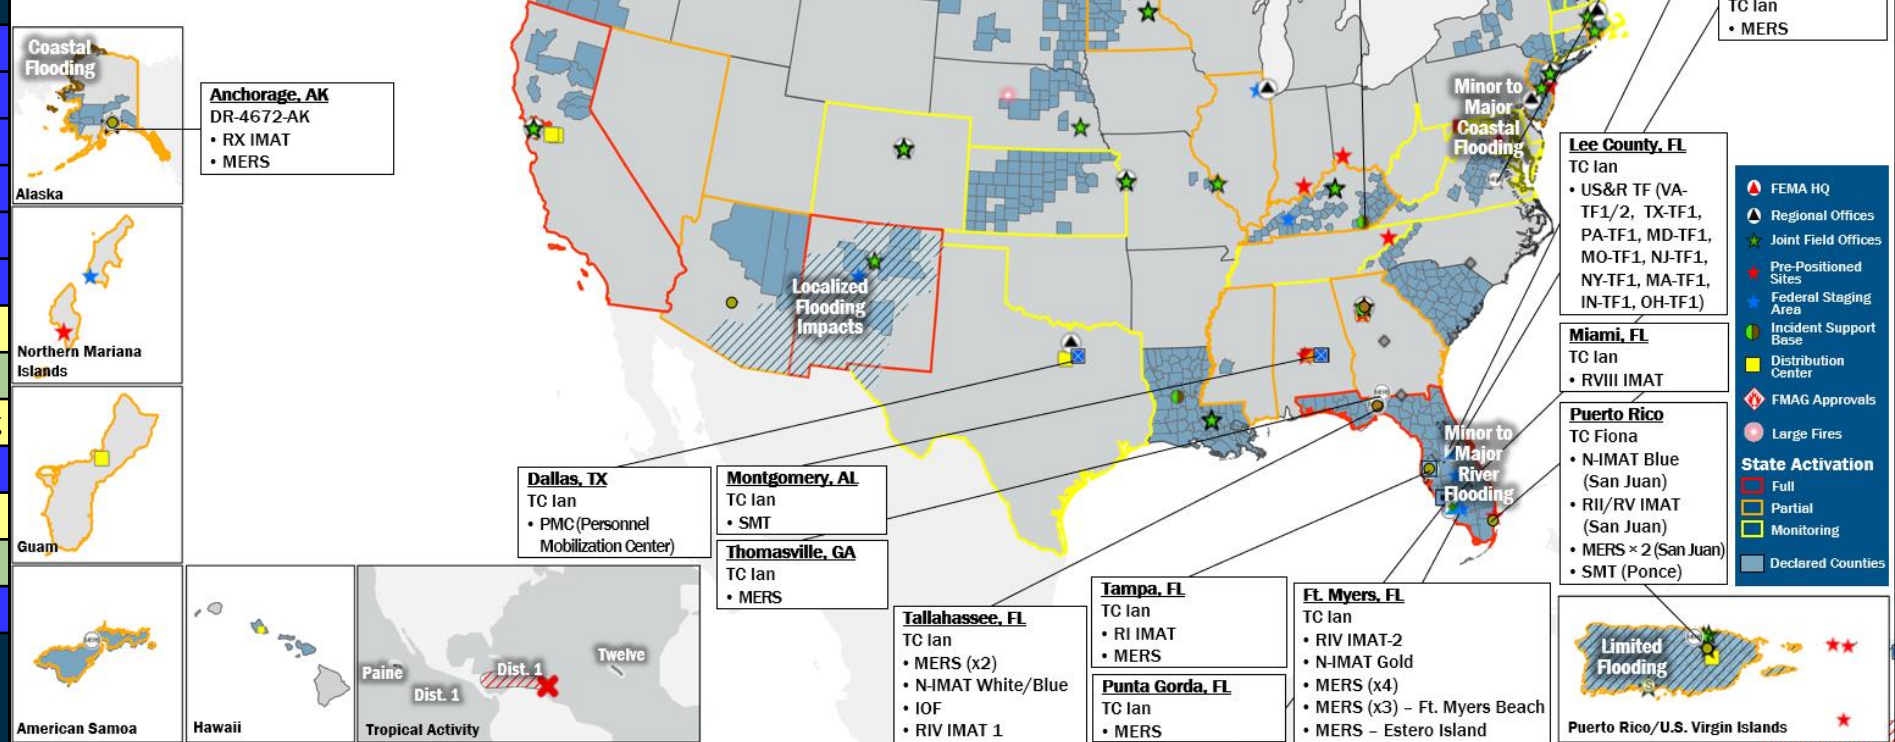 TC Ian
• MERS
Coastal
Flooding
Alaska
Anchorage, AK
DR-4672-AK
• RX IMAT
• MERS
Northern Mariana
Islands
Guam
American Samoa
Hawaii
Paine
Dist. 1
Dist. 1
Twelve
Tropical Activity
Localized
Flooding
Impacts
Minor to
Major
Coastal
Flooding
Minor to
Major
River
Flooding
Dallas, TX
TC Ian
• PMC (Personnel
Mobilization Center)
Montgomery, AL
TC Ian
• SMT
Thomasville, GA
TC Ian
• MERS
Tallahassee, FL
TC Ian
• MERS (x2)
• N-IMAT White/Blue
• IOF
• RIV IMAT 1
Tampa, FL
TC Ian
• RI IMAT
• MERS
Punta Gorda, FL
TC Ian
• MERS
Ft. Myers, FL
TC Ian
• RIV IMAT-2
• N-IMAT Gold
• MERS (x4)
• MERS (x3) – Ft. Myers Beach
• MERS – Estero Island
Lee County, FL
TC Ian
• US&R TF (VA-
TF1/2, TX-TF1,
PA-TF1, MD-TF1,
MO-TF1, NJ-TF1,
NY-TF1, MA-TF1,
IN-TF1, OH-TF1)
Miami, FL
TC Ian
• RVIII IMAT
Puerto Rico
TC Fiona
• N-IMAT Blue
(San Juan)
• RII/RV IMAT
(San Juan)
• MERS × 2 (San Juan)
• SMT (Ponce)
Limited
Flooding
Puerto Rico/U.S. Virgin Islands
FEMA HQ
Regional Offices
Joint Field Offices
Pre-Positioned
Sites
Federal Staging
Area
Incident Support
Base
Distribution
Center
FMAG Approvals
Large Fires
State Activation
Full
Partial
Monitoring
Declared Counties